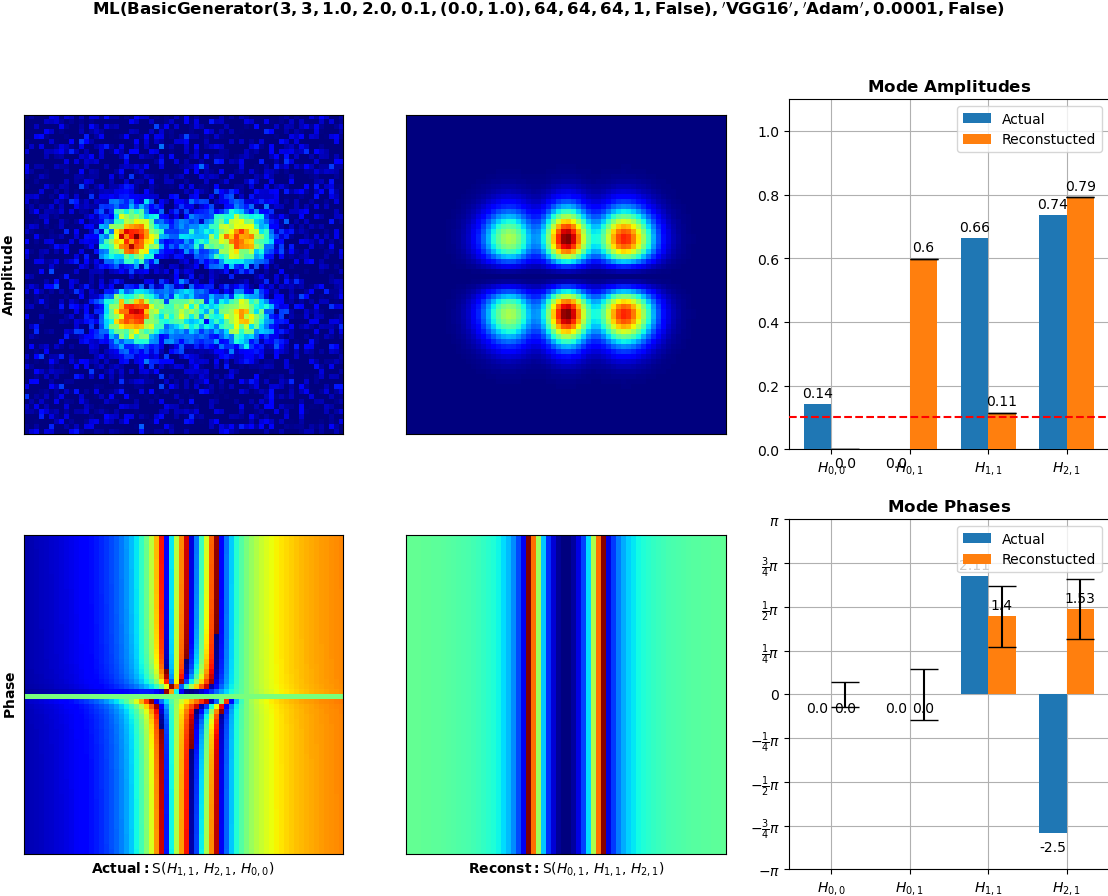 ML(BasicGenerator(3, 3, 1.0, 2.0, 0.1, (0.0, 1.0), 64, 64, 64, 1, False), ′VGG16′, ′Adam′, 0.0001, False)
Mode Amplitudes
Actual
Reconstucted
1.0
0.8
0.6
0.4
0.2
0.0
0.14
0.0
0.0
0.6
0.66
0.11
0.74
0.79
H0,0
H0,1
H1,1
H2,1
Amplitude
Mode Phases
Actual
Reconstucted
π
3/4π
1/2π
1/4π
0
−1/4π
−1/2π
−3/4π
−π
0.0
0.0
0.0
0.0
2.11
1.4
-2.5
1.53
H0,0
H0,1
H1,1
H2,1
Phase
Actual: S(H1,1, H2,1, H0,0)
Reconst: S(H0,1, H1,1, H2,1)